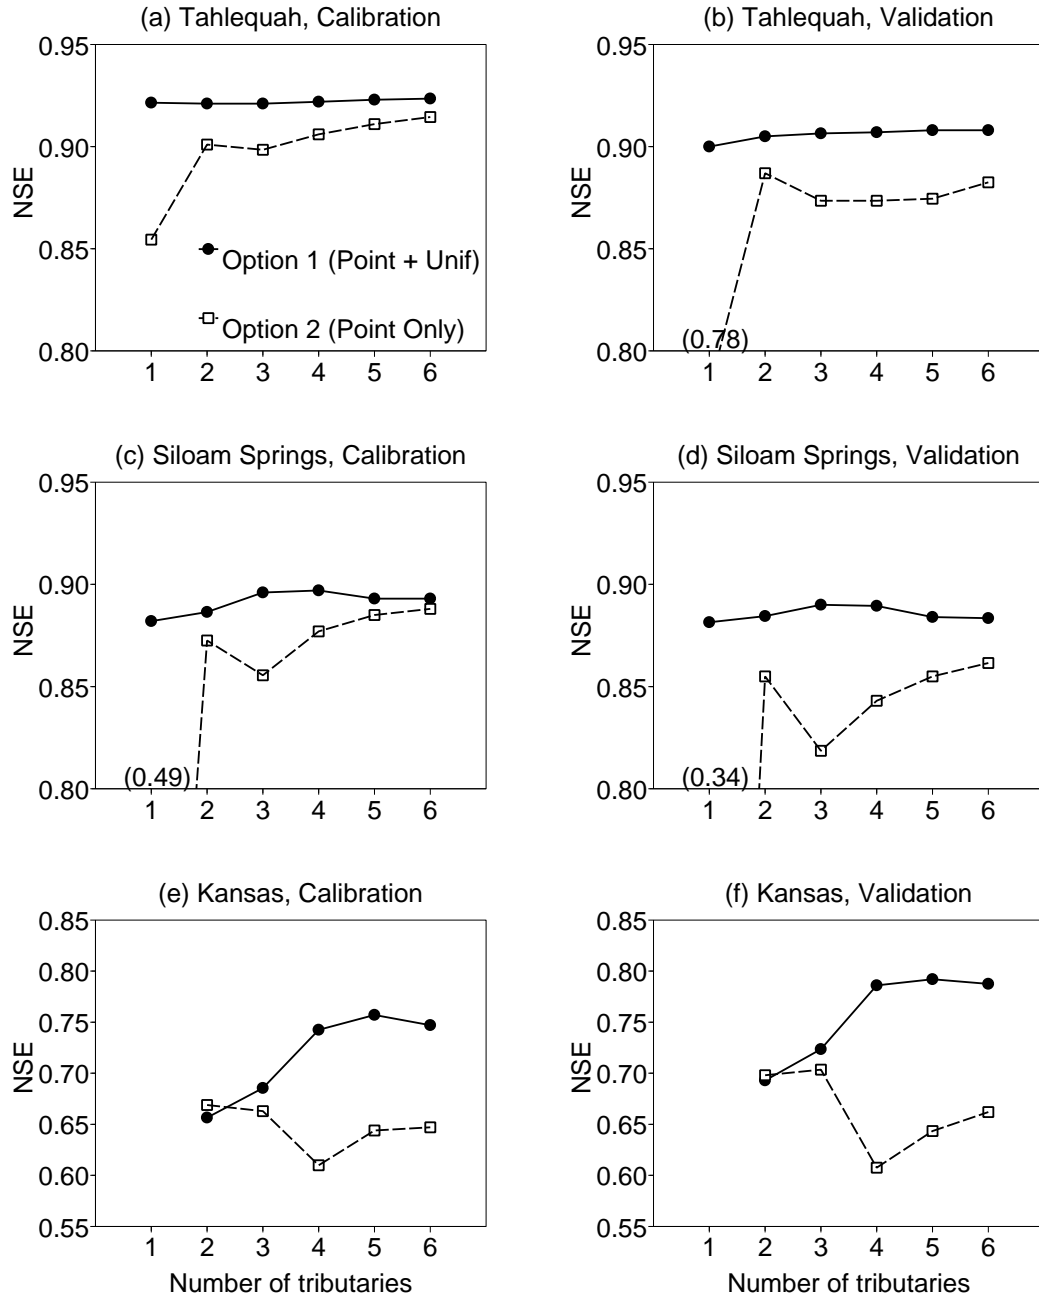 (a) Tahlequah, Calibration
0.95
0.90
0.85
0.80
NSE
Option 1 (Point + Unif)
Option 2 (Point Only)
1 2 3 4 5 6
(b) Tahlequah, Validation
0.95
0.90
0.85
0.80
NSE
(0.78)
1 2 3 4 5 6
(c) Siloam Springs, Calibration
0.95
0.90
0.85
0.80
NSE
(0.49)
1 2 3 4 5 6
(d) Siloam Springs, Validation
0.95
0.90
0.85
0.80
NSE
(0.34)
1 2 3 4 5 6
(e) Kansas, Calibration
0.85
0.80
0.75
0.70
0.65
0.60
0.55
NSE
1 2 3 4 5 6
Number of tributaries
(f) Kansas, Validation
0.85
0.80
0.75
0.70
0.65
0.60
0.55
NSE
1 2 3 4 5 6
Number of tributaries